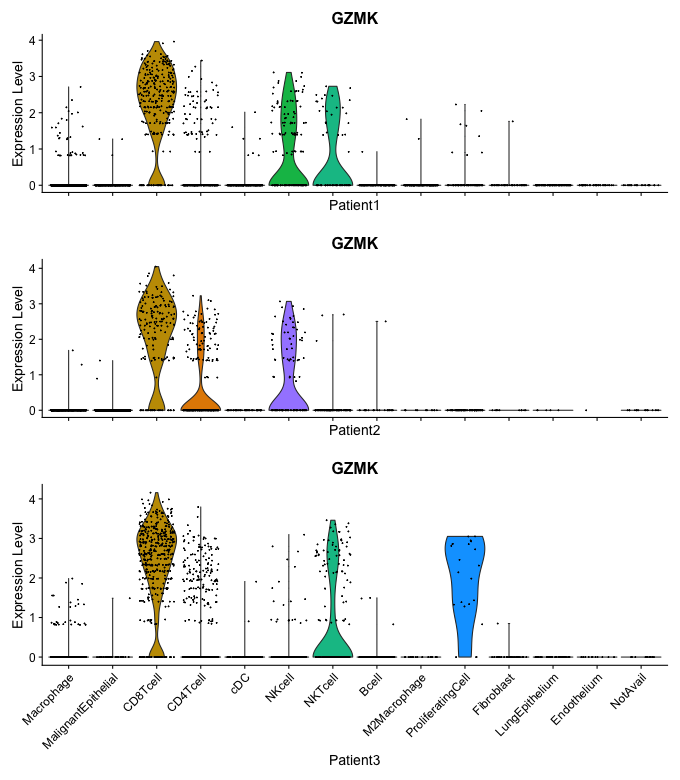 GZMK
Expression Level
4
3
2
1
0
Patient1
GZMK
Expression Level
4
3
2
1
0
Patient2
GZMK
Expression Level
4
3
2
1
0
Macrophage
MalignantEpithelial
CD8Tcell
CD4Tcell
cDC
NKcell
NKTcell
Bcell
M2Macrophage
ProliferatingCell
Fibroblast
LungEpithelium
Endothelium
NotAvail
Patient3